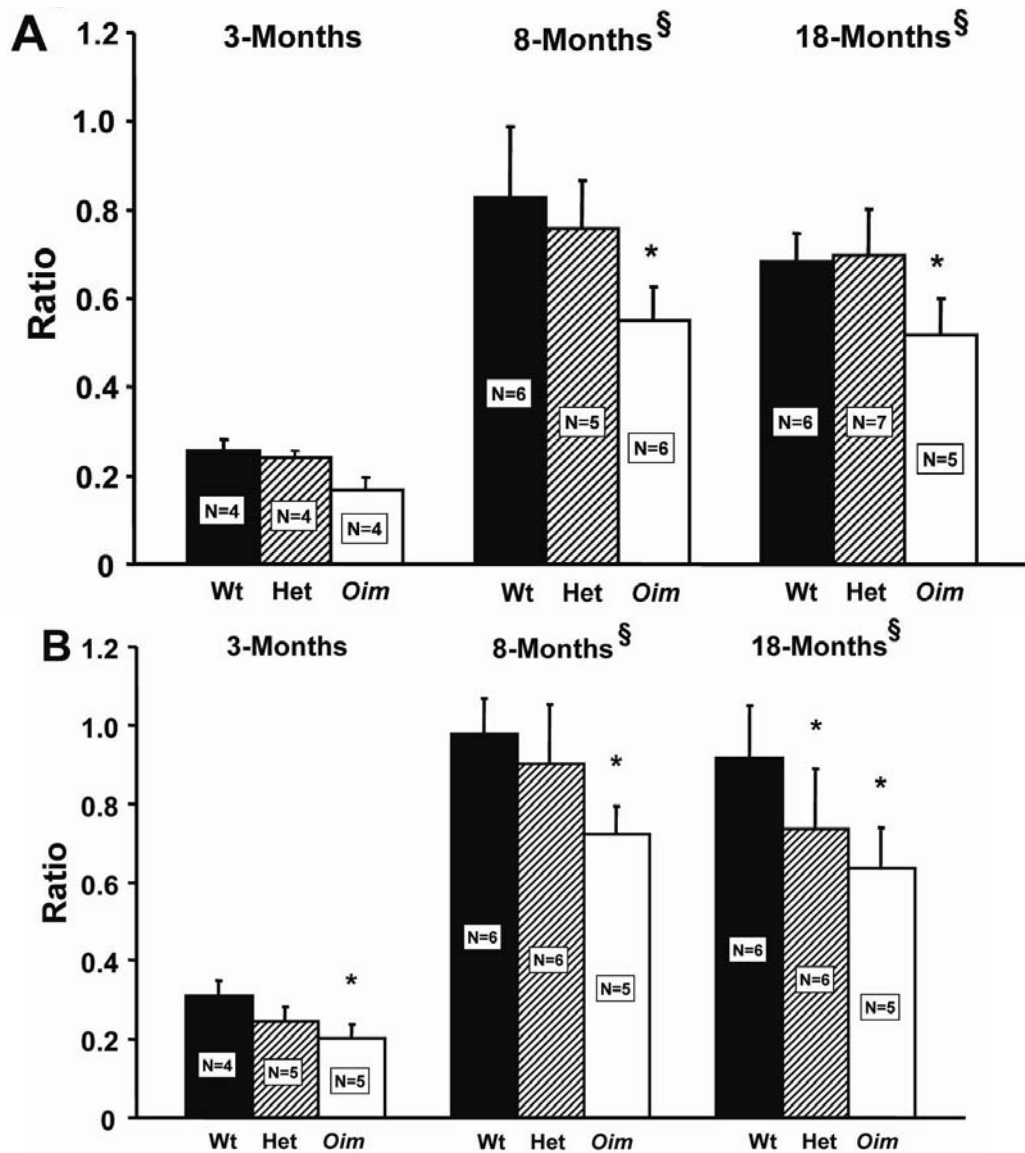 A
3-Months 8-Months§ 18-Months§
1.2
1.0
0.8
0.6
0.4
0.2
0
Ratio
N=4 N=4 N=4 N=6 N=5 N=6 N=6 N=7 N=5
* *
Wt Het Oim Wt Het Oim Wt Het Oim
B
3-Months 8-Months§ 18-Months§
1.2
1.0
0.8
0.6
0.4
0.2
0
Ratio
* * * *
N=4 N=5 N=5 N=6 N=6 N=5 N=6 N=6 N=5
Wt Het Oim Wt Het Oim Wt Het Oim